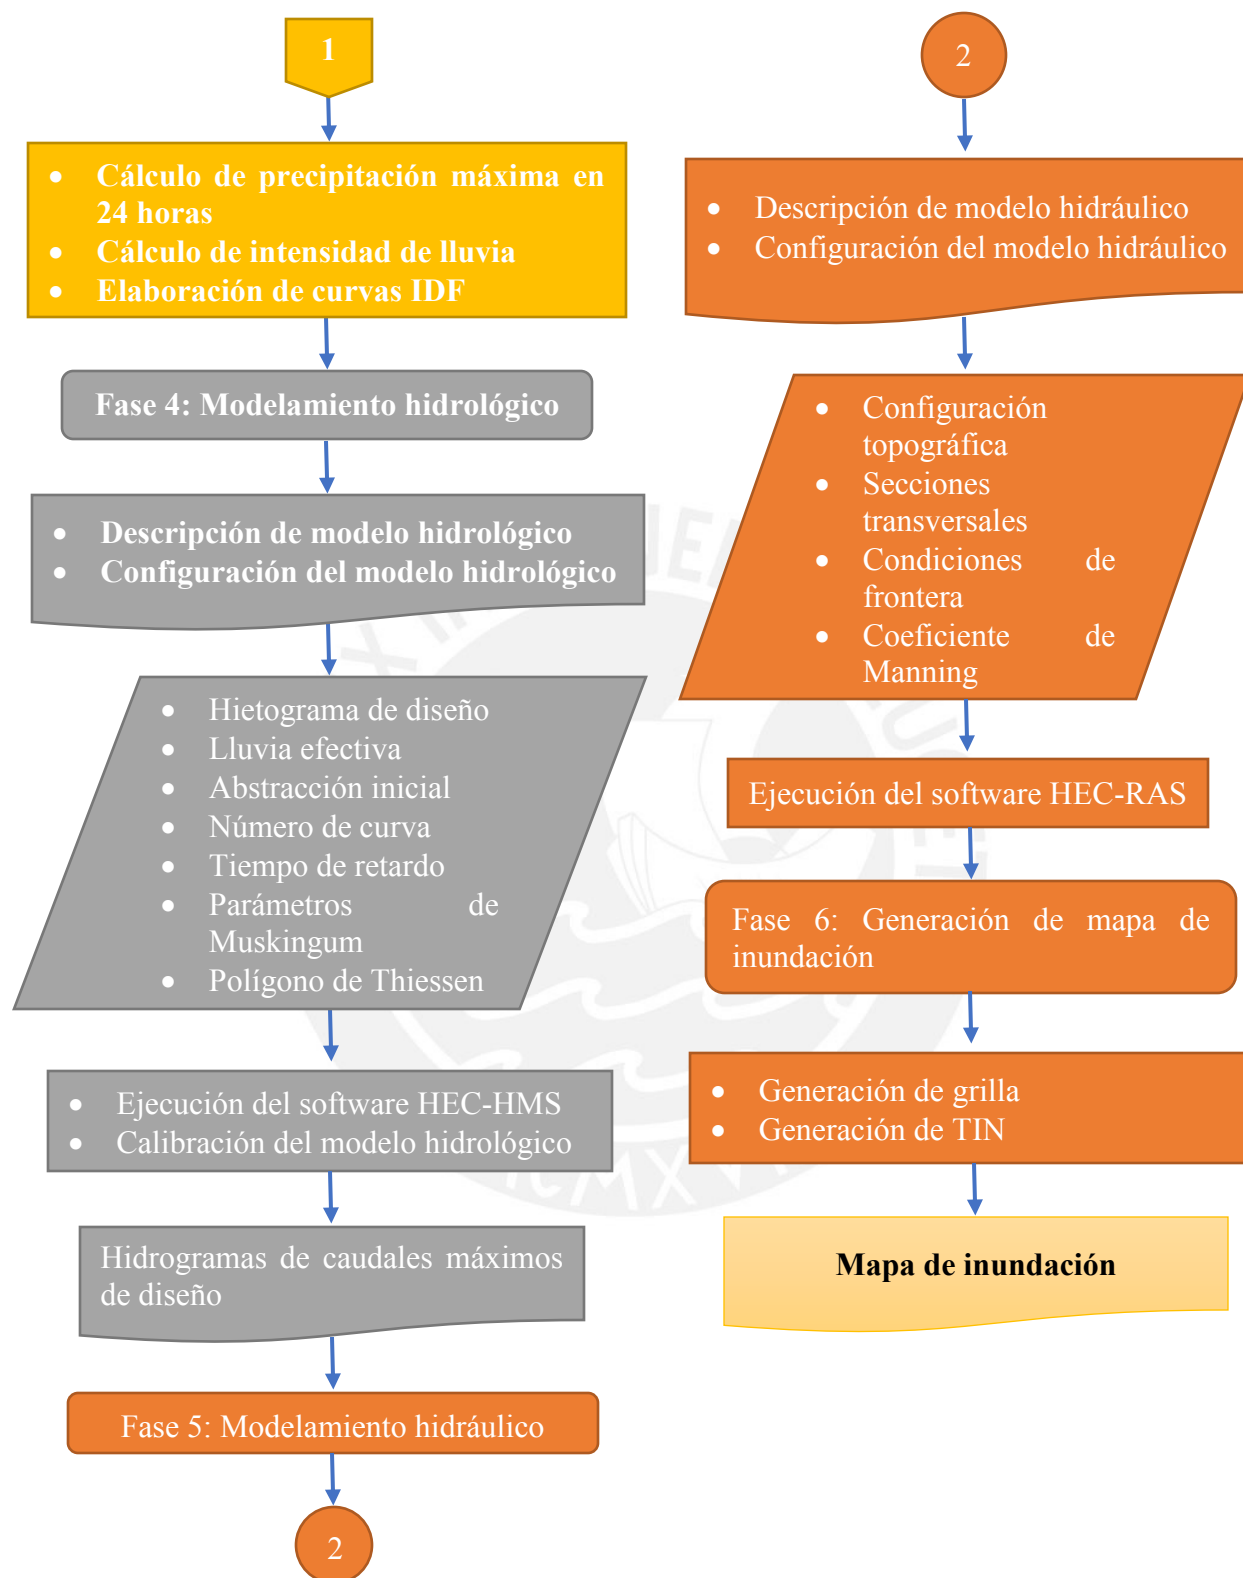 1
• Cálculo de precipitación máxima en
24 horas
• Cálculo de intensidad de lluvia
• Elaboración de curvas IDF
Fase 4: Modelamiento hidrológico
• Descripción de modelo hidrológico
• Configuración del modelo hidrológico
• Hietograma de diseño
• Lluvia efectiva
• Abstracción inicial
• Número de curva
• Tiempo de retardo
• Parámetros de
Muskingum
• Polígono de Thiessen
• Ejecución del software HEC-HMS
• Calibración del modelo hidrológico
Hidrogramas de caudales máximos
de diseño
Fase 5: Modelamiento hidráulico
2
2
• Descripción de modelo hidráulico
• Configuración del modelo hidráulico
• Configuración
topográfica
• Secciones
transversales
• Condiciones de
frontera
• Coeficiente de
Manning
Ejecución del software HEC-RAS
Fase 6: Generación de mapa de
inundación
• Generación de grilla
• Generación de TIN
Mapa de inundación